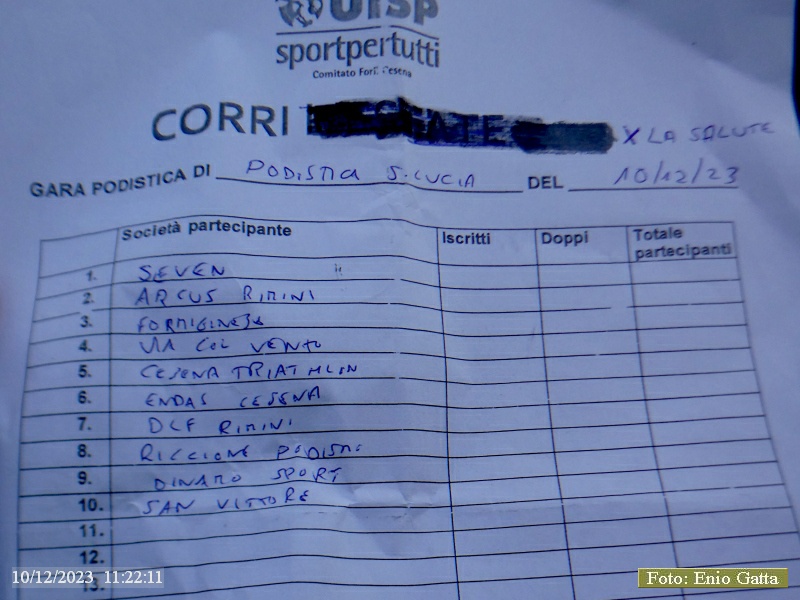 uisp
sportpertutti
Comitato Forlì Cesena
CORRI X LA SALUTE
GARA PODISTICA DI PODISTICA S. LUCIA DEL 10/12/23
Società partecipante Iscritti Doppi Totale partecipanti
1. SEVEN
2. ARCUS RIMINI
3. FORMIGINESE
4. VIA COL VENTO
5. CESENA TRIATHLON
6. ENDAS CESENA
7. DLF RIMINI
8. RICCIONE PODISMO
9. DINAMO SPORT
10. SAN VITTORE
11.
12.
13.
10/12/2023 11:22:11
Foto: Enio Gatta